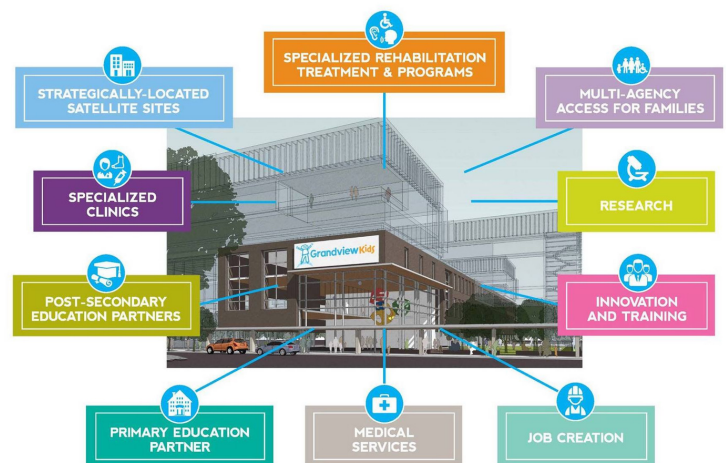 SPECIALIZED REHABILITATION
TREATMENT & PROGRAMS
STRATEGICALLY-LOCATED
SATELLITE SITES
MULTI-AGENCY
ACCESS FOR FAMILIES
SPECIALIZED
CLINICS
RESEARCH
GrandviewKids
POST-SECONDARY
EDUCATION PARTNERS
INNOVATION
AND TRAINING
PRIMARY EDUCATION
PARTNER
MEDICAL
SERVICES
JOB CREATION